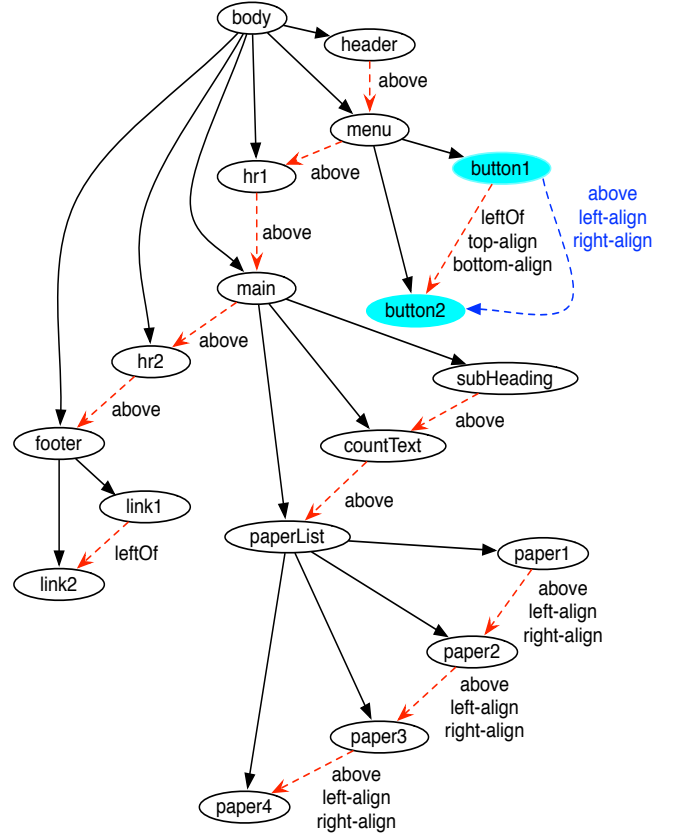 body
header
above
menu
hr1
above
button1
above
left-align
right-align
leftOf
top-align
bottom-align
above
main
button2
above
hr2
subHeading
above
above
footer
countText
link1
above
paperList
leftOf
paper1
link2
above
left-align
right-align
paper2
above
left-align
right-align
paper3
above
left-align
right-align
paper4